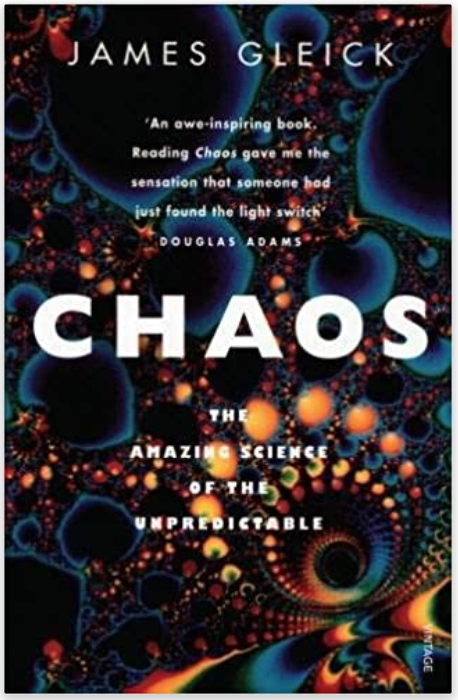 JAMES GLEICK
'An awe-inspiring book.
Reading Chaos gave me the
sensation that someone had
just found the light switch'
DOUGLAS ADAMS
CHAOS
THE
AMAZING SCIENCE
OF THE
UNPREDICTABLE
VINTAGE